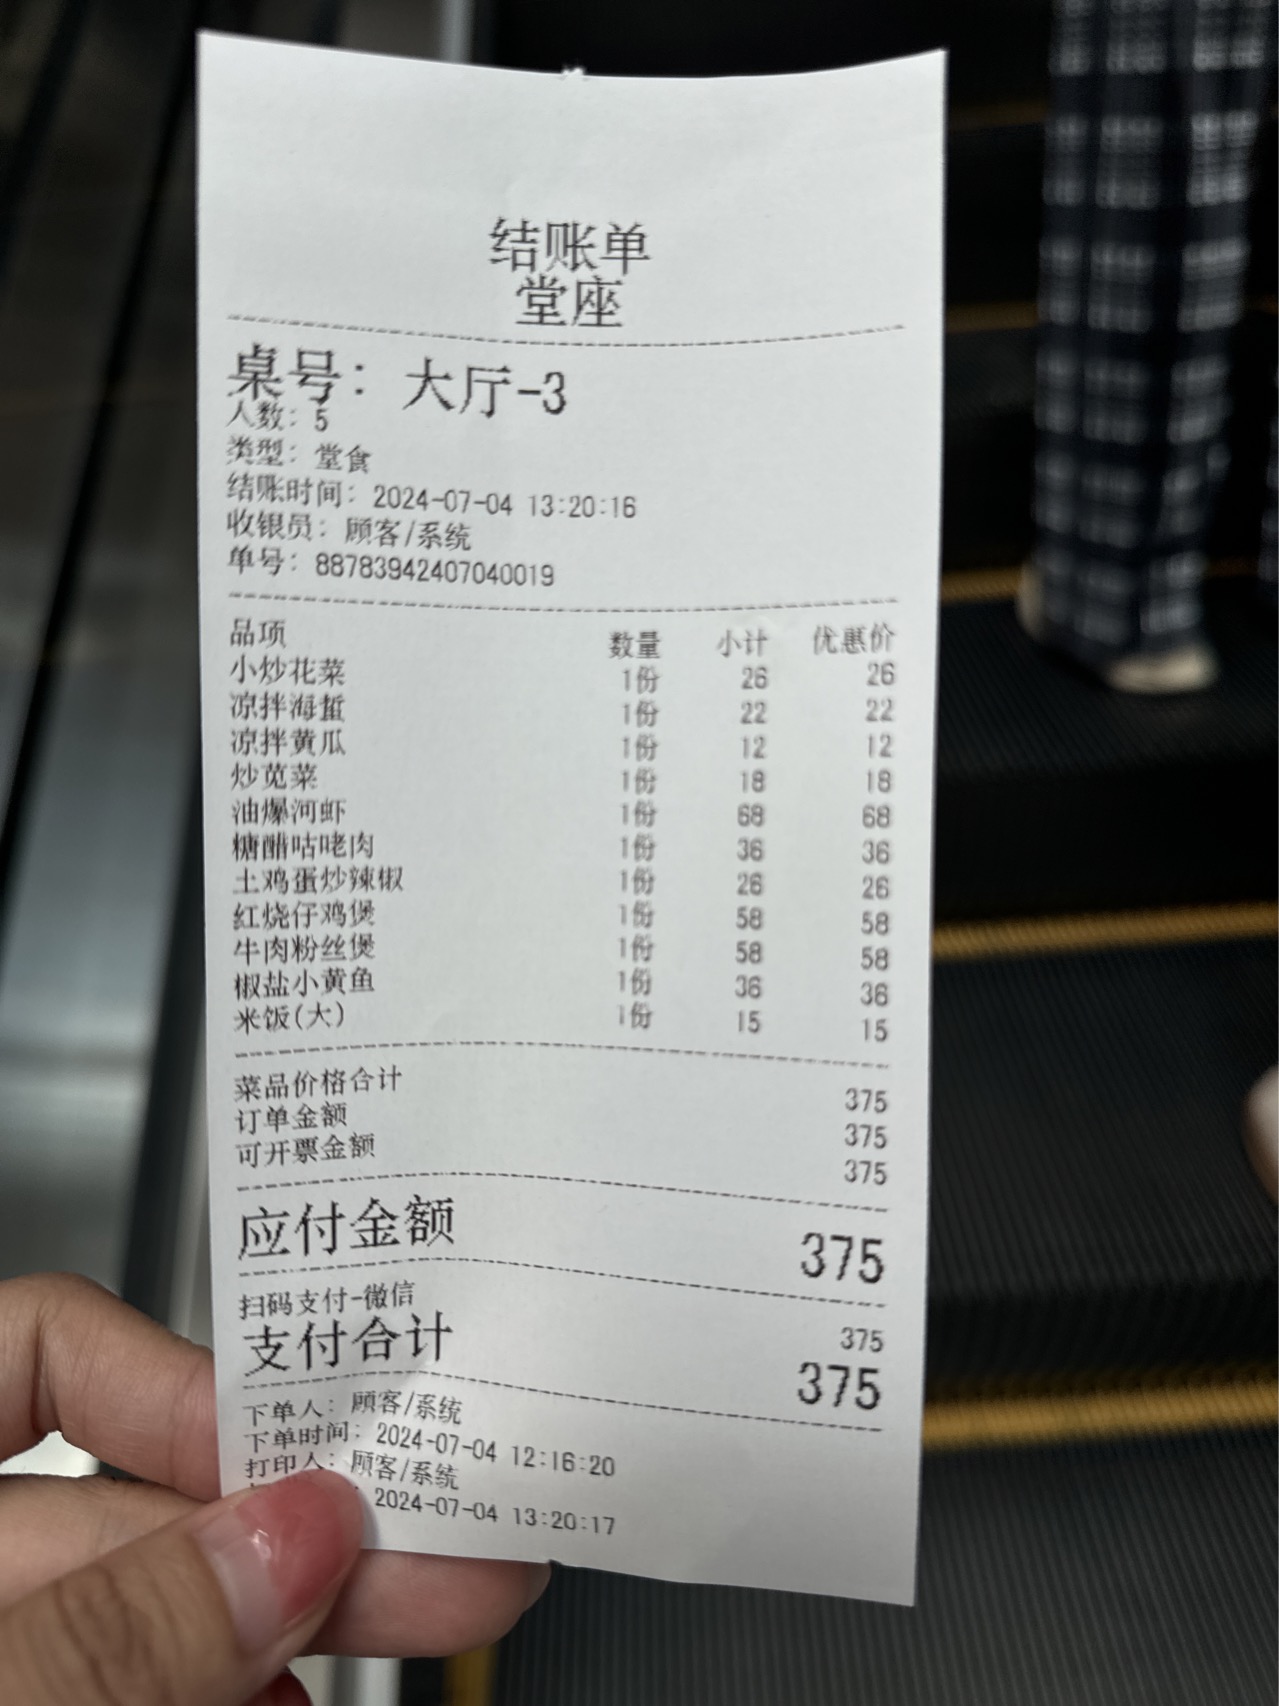 结账单
堂座
桌号: 大厅-3
人数: 5
类型: 堂食
结账时间: 2024-07-04 13:20:16
收银员: 顾客/系统
单号: 88783942407040019
品项 数量 小计 优惠价
小炒花菜 1份 26 26
凉拌海蜇 1份 22 22
凉拌黄瓜 1份 12 12
炒苋菜 1份 18 18
油爆河虾 1份 68 68
糖醋咕咾肉 1份 36 36
土鸡蛋炒辣椒 1份 26 26
红烧仔鸡煲 1份 58 58
牛肉粉丝煲 1份 58 58
椒盐小黄鱼 1份 36 36
米饭(大) 1份 15 15
菜品价格合计 375
订单金额 375
可开票金额 375
应付金额 375
扫码支付-微信 375
支付合计 375
下单人: 顾客/系统
下单时间: 2024-07-04 12:16:20
打印人: 顾客/系统
2024-07-04 13:20:17